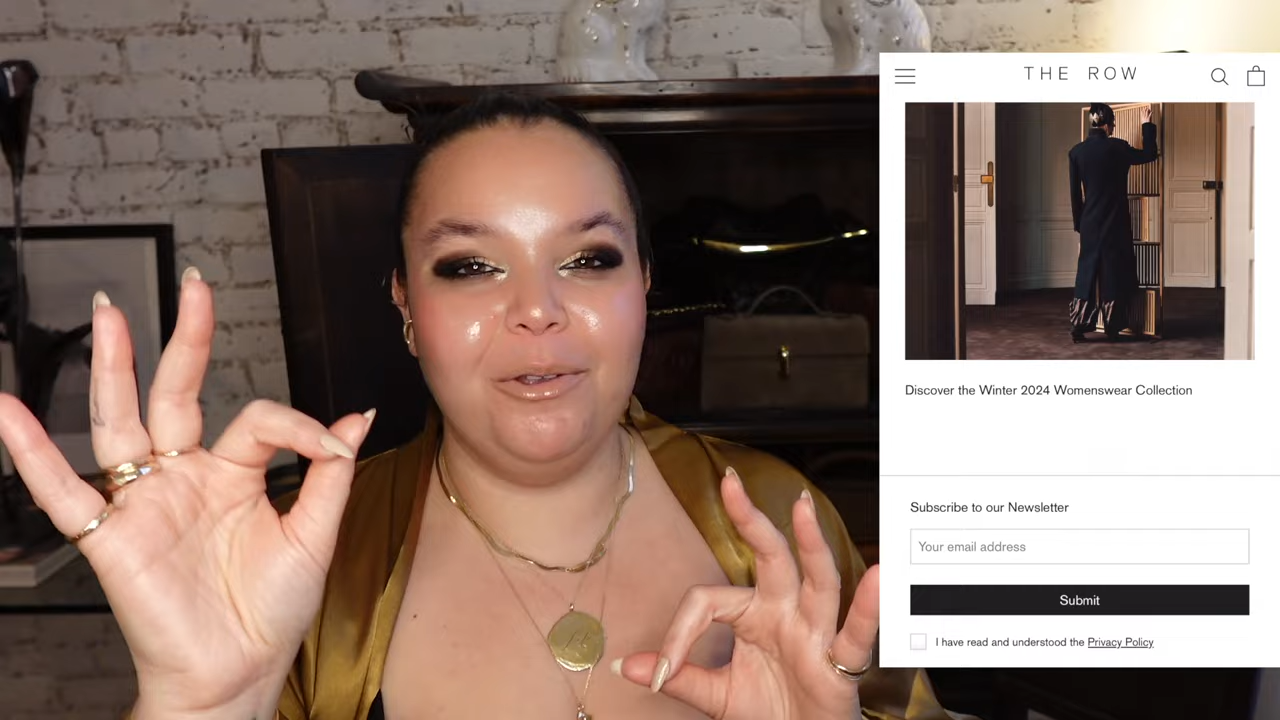 THE ROW
Discover the Winter 2024 Womenswear Collection
Subscribe to our Newsletter
Your email address
Submit
I have read and understood the Privacy Policy